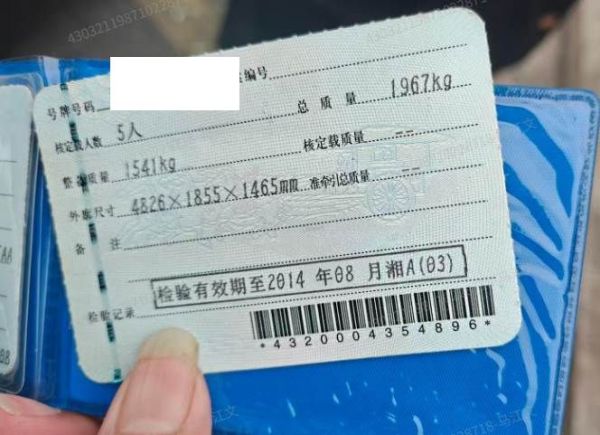 号牌号码
编号
核定载人数 5人 总质量 1967kg
整备质量 1541kg 核定载质量 --
外廓尺寸 4826×1855×1465mm 准牵引总质量 --
备注
检验有效期至2014 年08 月湘A(03)
检验记录
*4320004354896*
AA